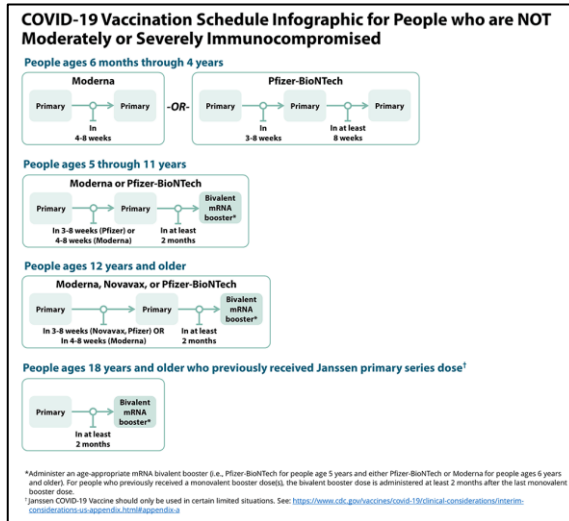 COVID-19 Vaccination Schedule Infographic for People who are NOT
Moderately or Severely Immunocompromised
People ages 6 months through 4 years
Moderna
Primary
Primary
In
4-8 weeks
-OR-
Pfizer-BioNTech
Primary
Primary
Primary
In
3-8 weeks
In at least
8 weeks
People ages 5 through 11 years
Moderna or Pfizer-BioNTech
Primary
Primary
Bivalent
mRNA
booster*
In 3-8 weeks (Pfizer) or
4-8 weeks (Moderna)
In at least
2 months
People ages 12 years and older
Moderna, Novavax, or Pfizer-BioNTech
Primary
Primary
Bivalent
mRNA
booster*
In 3-8 weeks (Novavax, Pfizer) OR
In 4-8 weeks (Moderna)
In at least
2 months
People ages 18 years and older who previously received Janssen primary series dose†
Primary
Bivalent
mRNA
booster*
In at least
2 months
*Administer an age-appropriate mRNA bivalent booster (i.e., Pfizer-BioNTech for people age 5 years and either Pfizer-BioNTech or Moderna for people ages 6 years
and older). For people who previously received a monovalent booster dose(s), the bivalent booster dose is administered at least 2 months after the last monovalent
booster dose.
† Janssen COVID-19 Vaccine should only be used in certain limited situations. See: https://www.cdc.gov/vaccines/covid-19/clinical-considerations/interim-
considerations-us-appendix.html#appendix-a